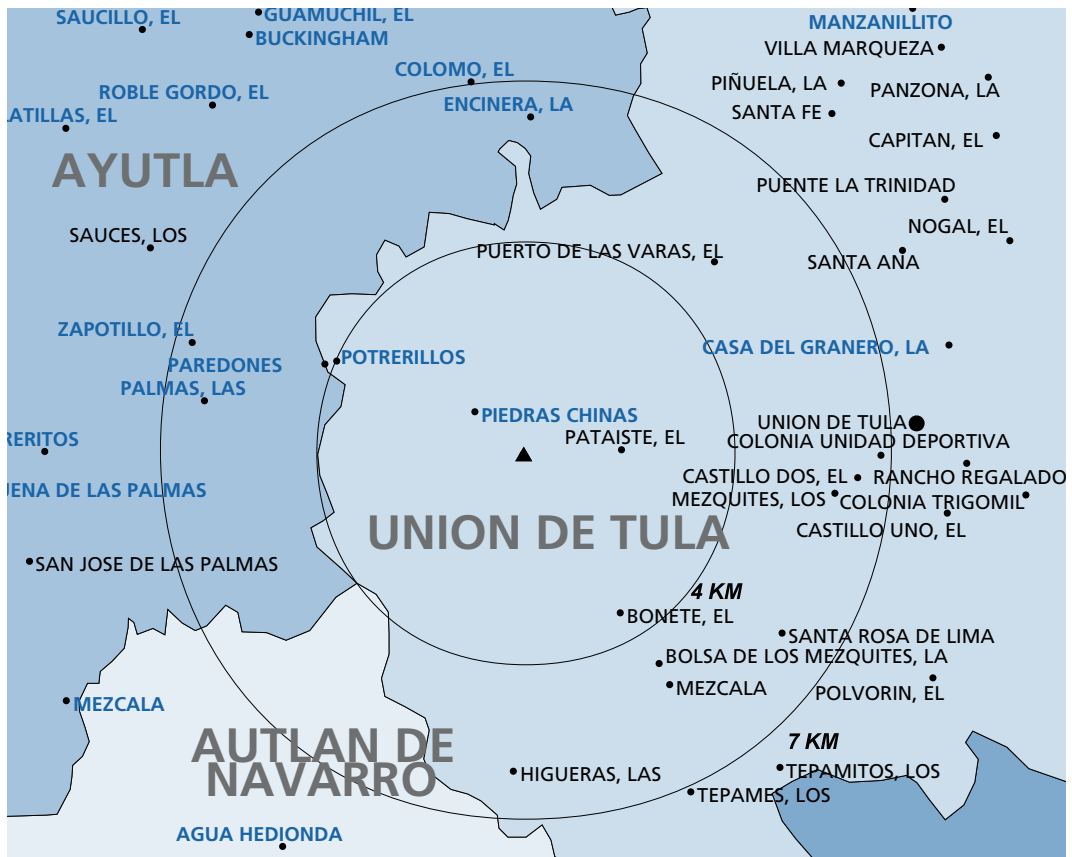 SAUCILLO, EL
GUAMUCHIL, EL
BUCKINGHAM
MANZANILLITO
VILLA MARQUEZA
COLOMO, EL
PIÑUELA, LA
PANZONA, LA
ROBLE GORDO, EL
ENCINERA, LA
SANTA FE
LATILLAS, EL
CAPITAN, EL
AYUTLA
PUENTE LA TRINIDAD
SAUCES, LOS
NOGAL, EL
PUERTO DE LAS VARAS, EL
SANTA ANA
ZAPOTILLO, EL
CASA DEL GRANERO, LA
POTRERILLOS
PAREDONES
PALMAS, LAS
PIEDRAS CHINAS
UNION DE TULA
PATAISTE, EL
COLONIA UNIDAD DEPORTIVA
RERITOS
CASTILLO DOS, EL
RANCHO REGALADO
UENA DE LAS PALMAS
MEZQUITES, LOS
COLONIA TRIGOMIL
CASTILLO UNO, EL
UNION DE TULA
SAN JOSE DE LAS PALMAS
4 KM
BONETE, EL
SANTA ROSA DE LIMA
BOLSA DE LOS MEZQUITES, LA
MEZCALA
POLVORIN, EL
MEZCALA
7 KM
AUTLAN DE
NAVARRO
HIGUERAS, LAS
TEPAMITOS, LOS
TEPAMES, LOS
AGUA HEDIONDA